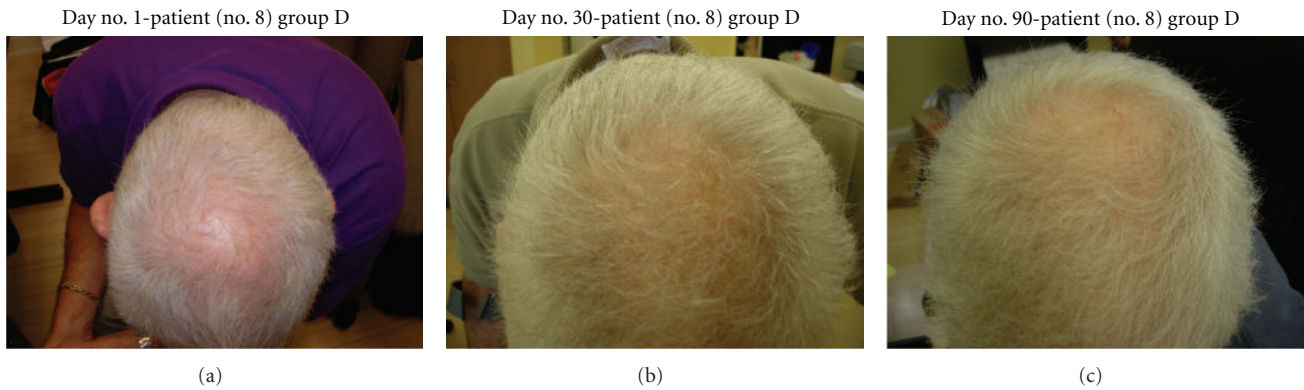 Day no. 1-patient (no. 8) group D
Day no. 30-patient (no. 8) group D
Day no. 90-patient (no. 8) group D
(a)
(b)
(c)